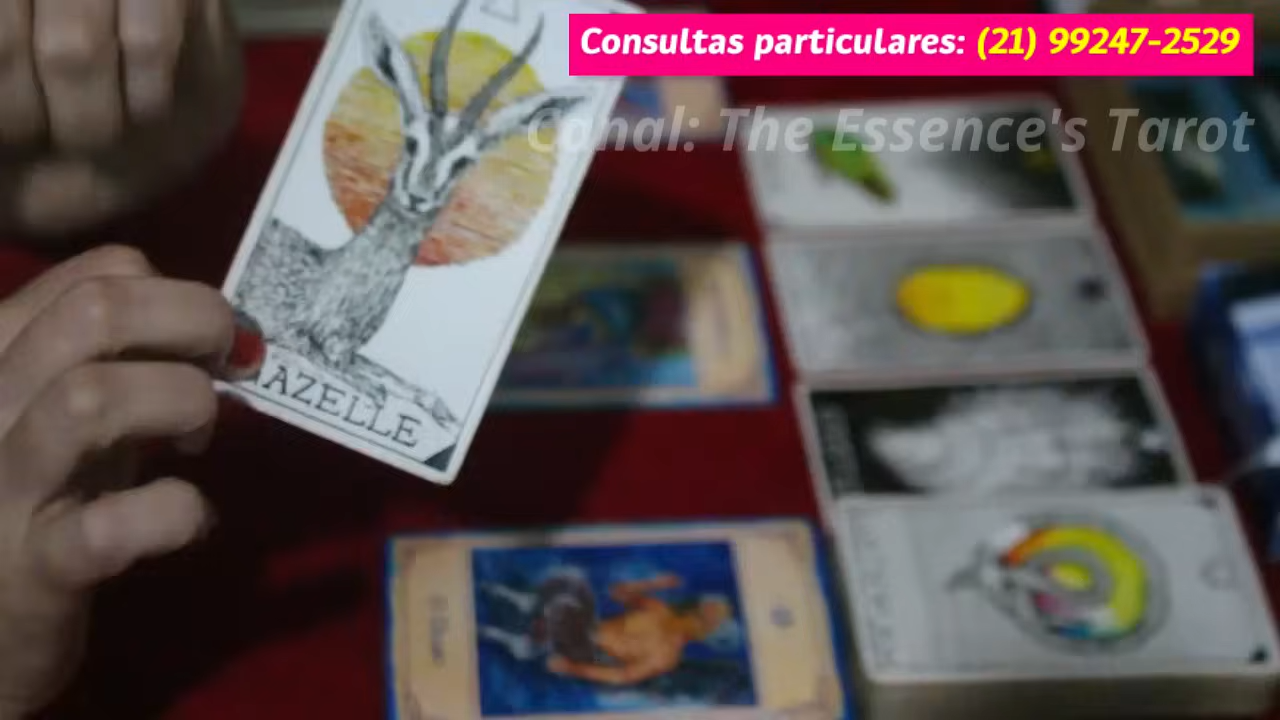 Consultas particulares: (21) 99247-2529
Canal: The Essence's Tarot
AZELLE